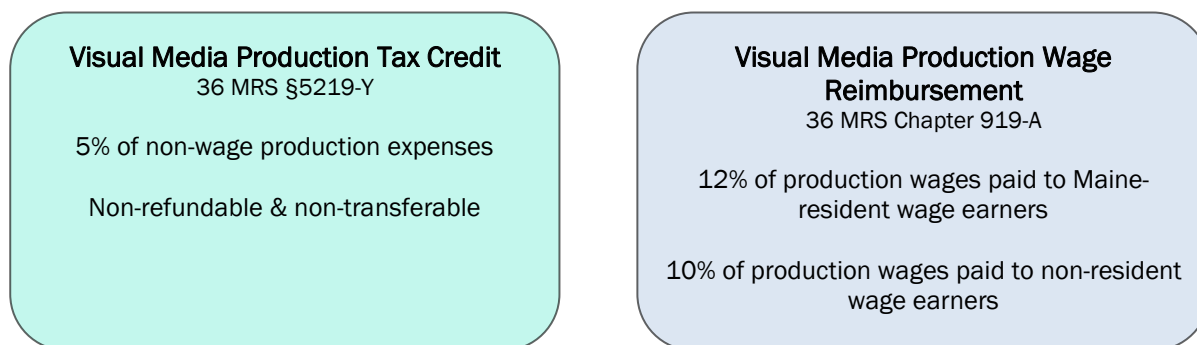 Visual Media Production Tax Credit
36 MRS §5219-Y
5% of non-wage production expenses
Non-refundable & non-transferable
Visual Media Production Wage
Reimbursement
36 MRS Chapter 919-A
12% of production wages paid to Maine-
resident wage earners
10% of production wages paid to non-resident
wage earners